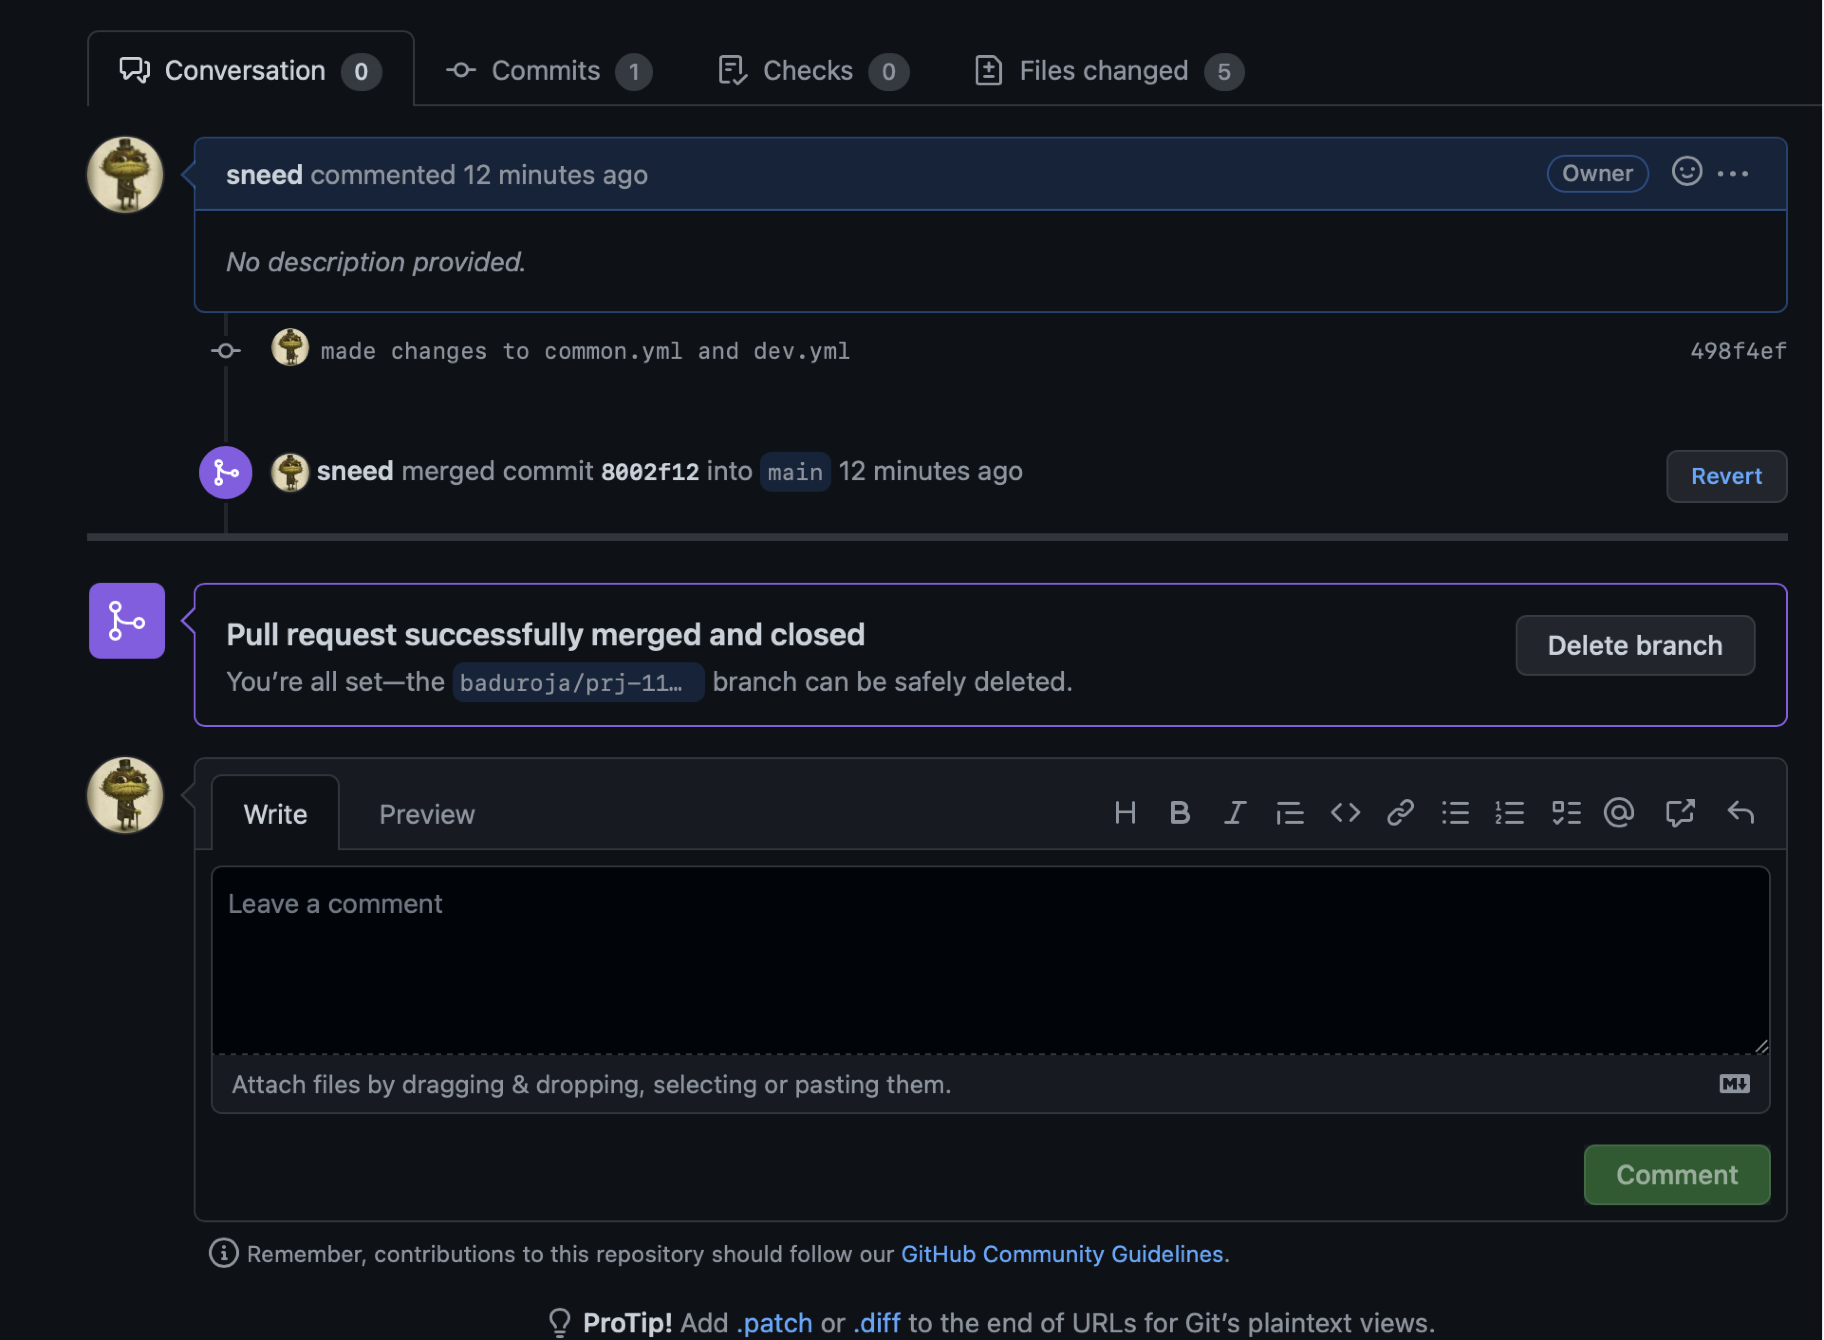 Conversation 0 Commits 1 Checks 0 Files changed 5
sneed commented 12 minutes ago Owner
No description provided.
made changes to common.yml and dev.yml 498f4ef
sneed merged commit 8002f12 into main 12 minutes ago Revert
Pull request successfully merged and closed
You’re all set—the baduroja/prj-11… branch can be safely deleted.
Delete branch
Write Preview
Leave a comment
Attach files by dragging & dropping, selecting or pasting them.
Comment
Remember, contributions to this repository should follow our GitHub Community Guidelines.
ProTip! Add .patch or .diff to the end of URLs for Git’s plaintext views.